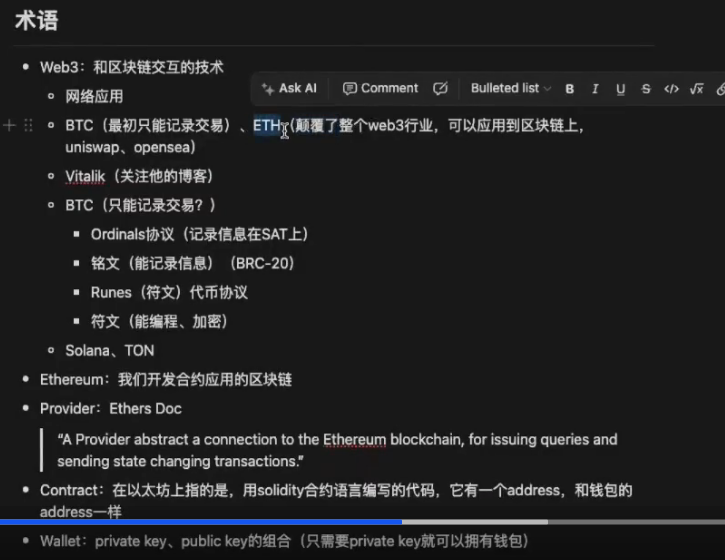 术语
Web3：和区块链交互的技术
网络应用
Ask AI Comment Bulleted list B I U S </> √x
BTC（最初只能记录交易）、ETH（颠覆了整个web3行业，可以应用到区块链上，
uniswap、opensea）
Vitalik（关注他的博客）
BTC（只能记录交易？）
Ordinals协议（记录信息在SAT上）
铭文（能记录信息）（BRC-20）
Runes（符文）代币协议
符文（能编程、加密）
Solana、TON
Ethereum：我们开发合约应用的区块链
Provider：Ethers Doc
“A Provider abstract a connection to the Ethereum blockchain, for issuing queries and
sending state changing transactions.”
Contract：在以太坊上指的是，用solidity合约语言编写的代码，它有一个address，和钱包的
address一样
Wallet：private key、public key的组合（只需要private key就可以拥有钱包）